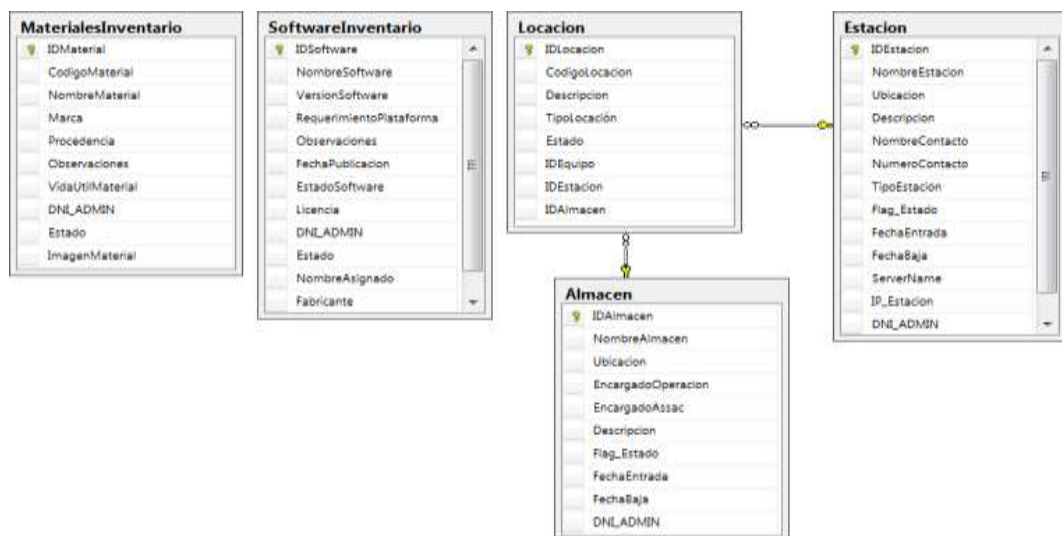 MaterialesInventario
IDMaterial
CodigoMaterial
NombreMaterial
Marca
Procedencia
Observaciones
VidaUtilMaterial
DNI_ADMIN
Estado
ImagenMaterial
SoftwareInventario
IDSoftware
NombreSoftware
VersionSoftware
RequerimientoPlataforma
Observaciones
FechaPublicacion
EstadoSoftware
Licencia
DNI_ADMIN
Estado
NombreAsignado
Fabricante
Locacion
IDLocacion
CodigoLocacion
Descripcion
TipoLocación
Estado
IDEquipo
IDEstacion
IDAlmacen
Estacion
IDEstacion
NombreEstacion
Ubicacion
Descripcion
NombreContacto
NumeroContacto
TipoEstacion
Flag_Estado
FechaEntrada
FechaBaja
ServerName
IP_Estacion
DNI_ADMIN
Almacen
IDAlmacen
NombreAlmacen
Ubicacion
EncargadoOperacion
EncargadoAssac
Descripcion
Flag_Estado
FechaEntrada
FechaBaja
DNI_ADMIN